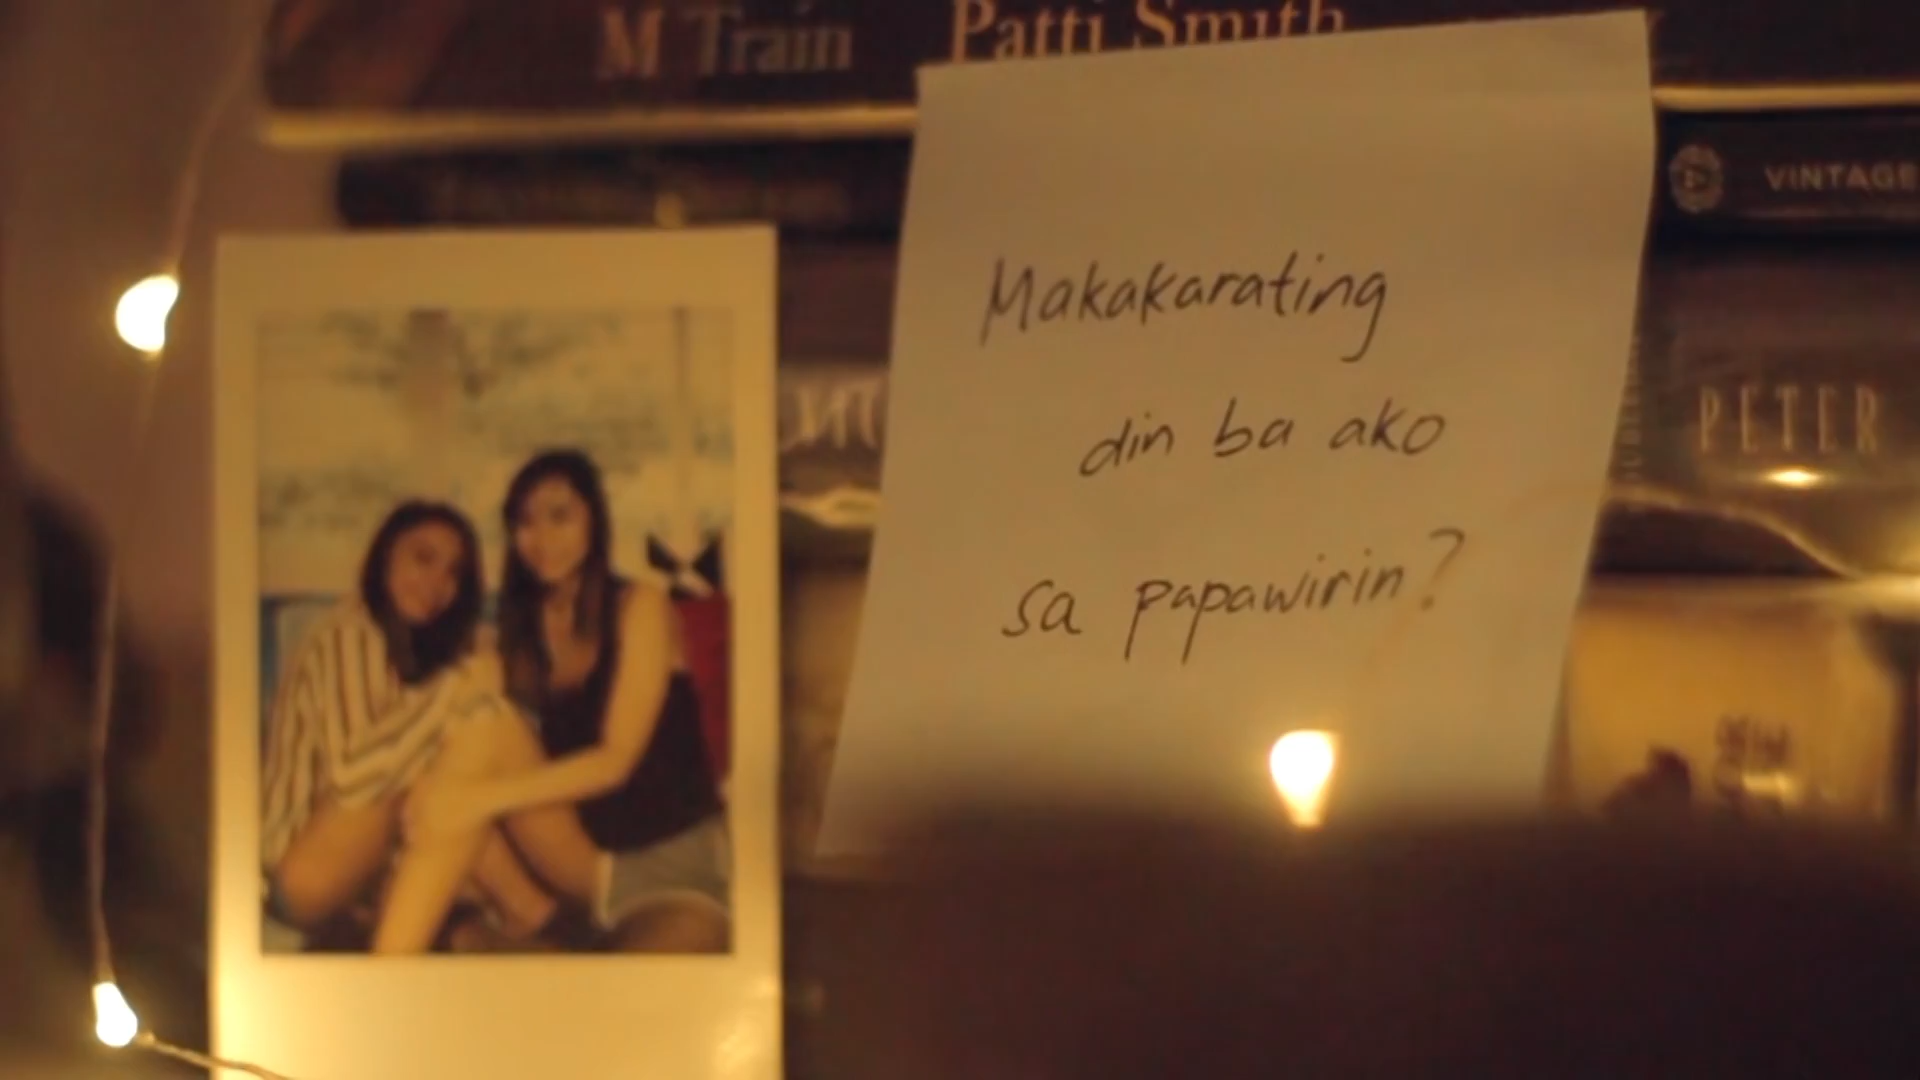 M Train Patti Smith
VINTAGE
PETER
Makakarating
din ba ako
sa papawirin?